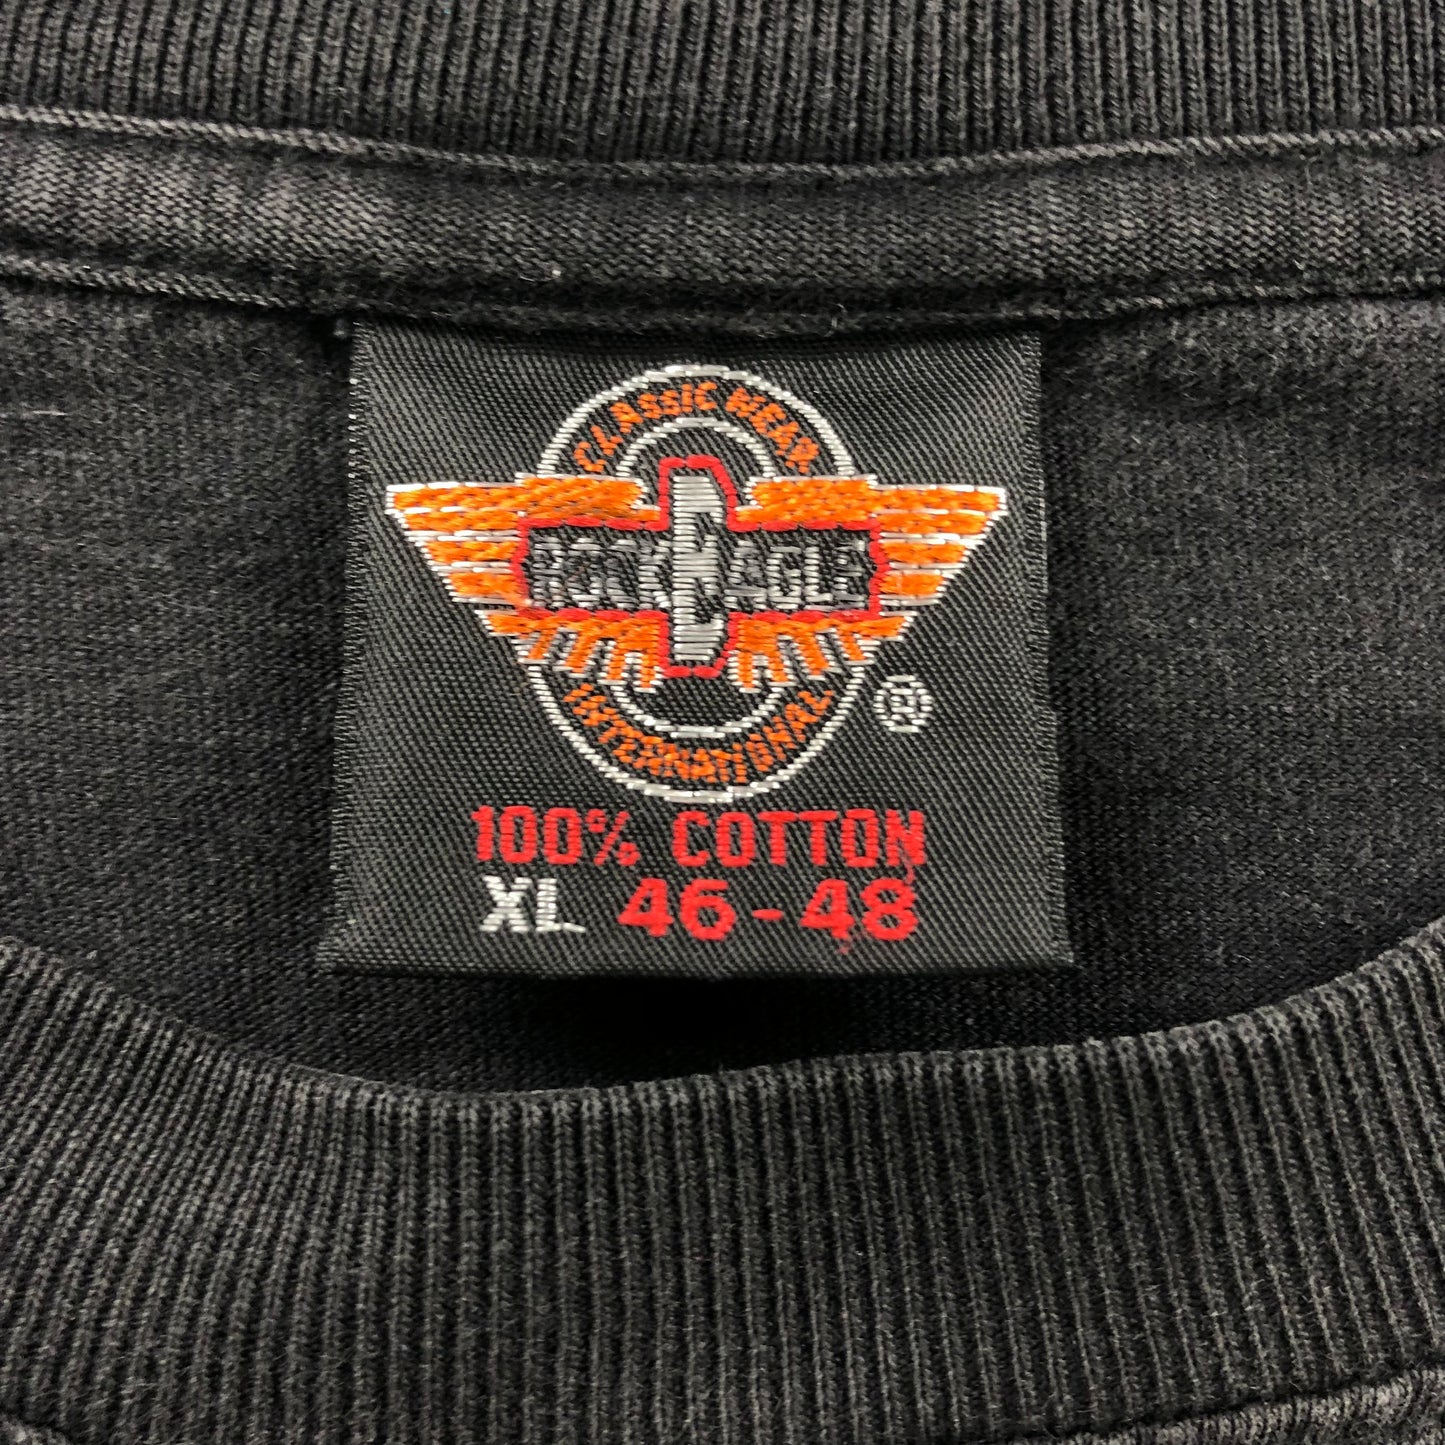 CLASSIC WEAR
ROCK EAGLE
INTERNATIONAL
®
100% COTTON
XL 46-48